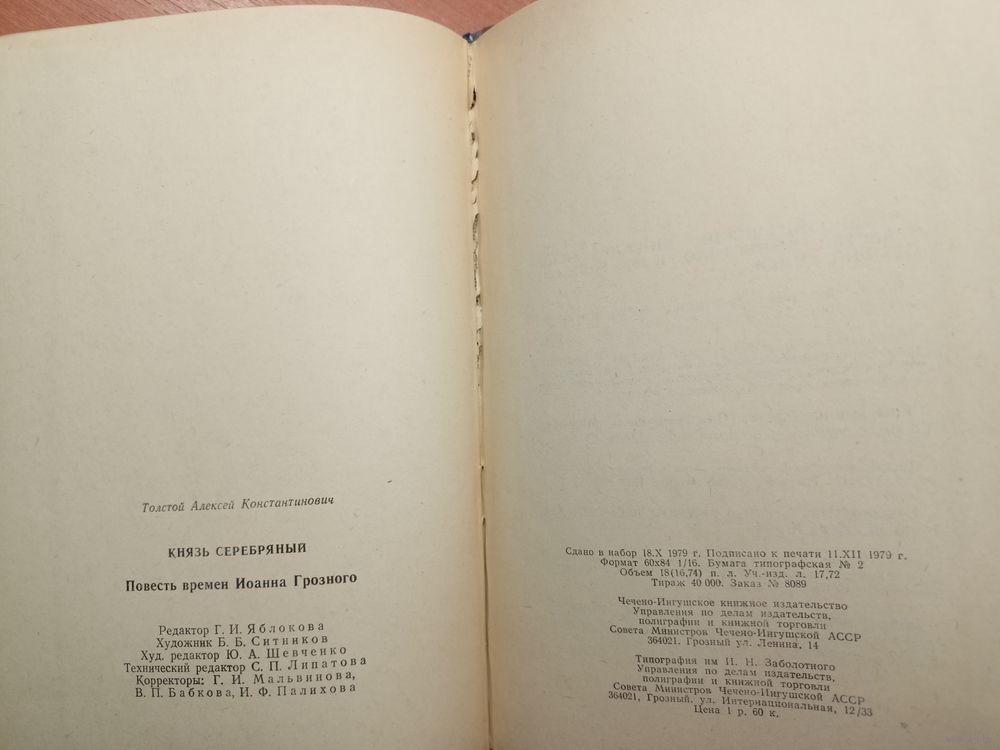 Толстой Алексей Константинович
КНЯЗЬ СЕРЕБРЯНЫЙ
Повесть времен Иоанна Грозного
Редактор Г. И. Яблокова
Художник Б. Б. Ситников
Худ. редактор Ю. А. Шевченко
Технический редактор С. П. Липатова
Корректоры: Г. И. Мальвинова,
В. П. Бабкова, И. Ф. Палихова
Сдано в набор 18.X 1979 г. Подписано к печати 11.XII 1979 г.
Формат 60х84 1/16. Бумага типографская № 2
Объем 18(16,74) п. л. Уч.-изд. л. 17,72
Тираж 40 000. Заказ № 8089
Чечено-Ингушское книжное издательство
Управления по делам издательств,
полиграфии и книжной торговли
Совета Министров Чечено-Ингушской АССР
364021. Грозный ул. Ленина, 14
Типография им И. Н. Заболотного
Управления по делам издательств,
полиграфии и книжной торговли
Совета Министров Чечено-Ингушской АССР
364021, Грозный, ул. Интернациональная, 12/33
Цена 1 р. 60 к.